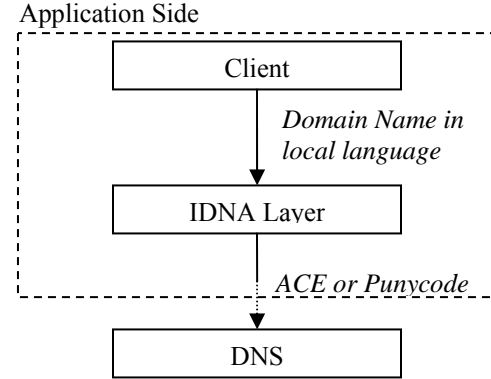 Application Side
Client
Domain Name in
local language
IDNA Layer
ACE or Punycode
DNS